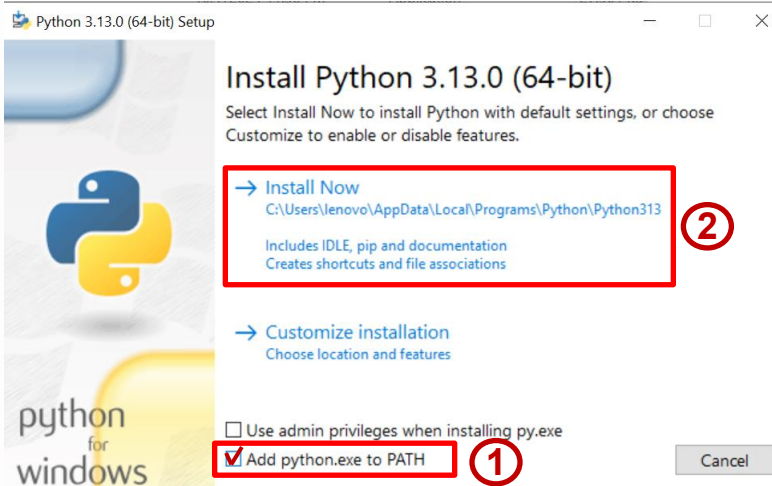 Python 3.13.0 (64-bit) Setup
Install Python 3.13.0 (64-bit)
Select Install Now to install Python with default settings, or choose
Customize to enable or disable features.
→ Install Now
C:\Users\lenovo\AppData\Local\Programs\Python\Python313
Includes IDLE, pip and documentation
Creates shortcuts and file associations
2
→ Customize installation
Choose location and features
Use admin privileges when installing py.exe
Add python.exe to PATH
1
Cancel
python
for
windows